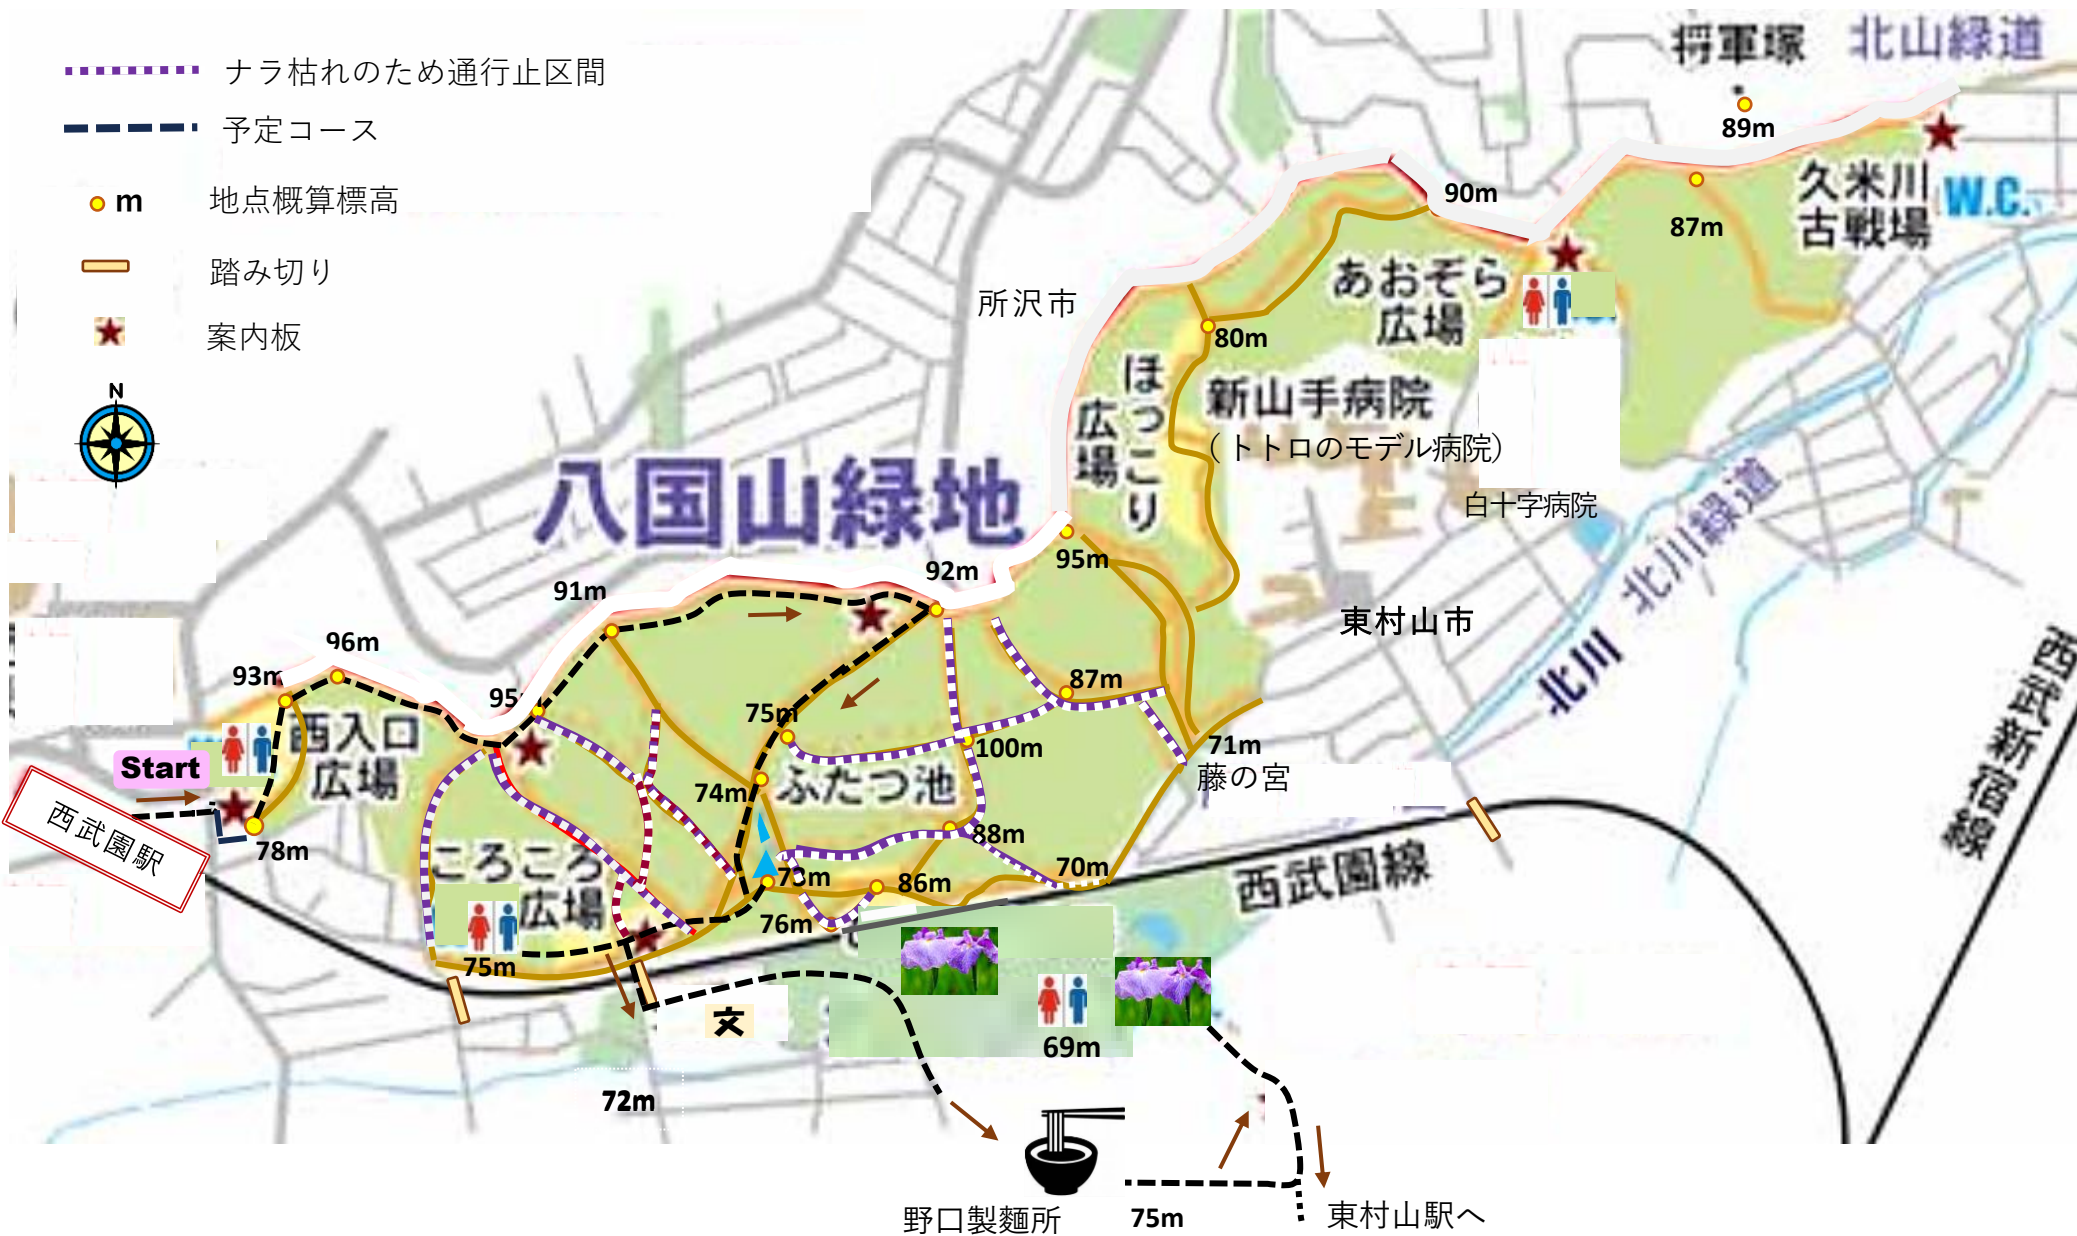 ナラ枯れのため通行止区間
予定コース
m 地点概算標高
踏み切り
案内板
N
将軍塚
北山緑道
89m
久米川
古戦場
W.C.
87m
90m
あおぞら
広場
所沢市
80m
ほっこり
広場
新山手病院
（トトロのモデル病院）
白十字病院
北川緑道
北川
八国山緑地
95m
92m
91m
東村山市
96m
93m
95
西入口
広場
Start
西武園駅
78m
87m
75m
100m
71m
藤の宮
74m
ふたつ池
88m
70m
73m
86m
76m
ころころ
広場
75m
西武園線
西武新宿線
文
69m
72m
野口製麵所
75m
東村山駅へ